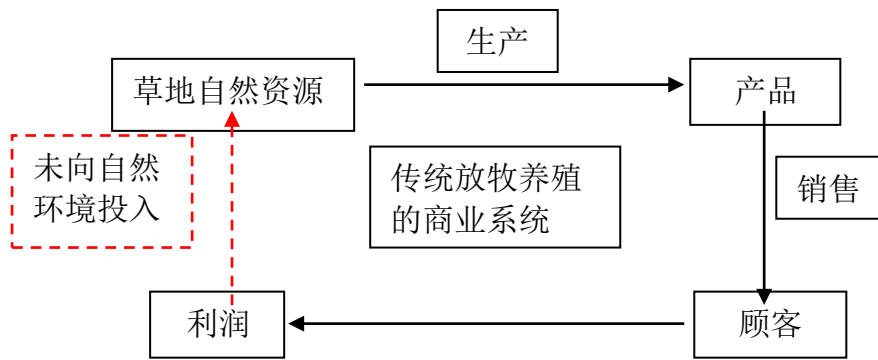 生产
草地自然资源
产品
未向自然
环境投入
传统放牧养殖
的商业系统
销售
利润
顾客